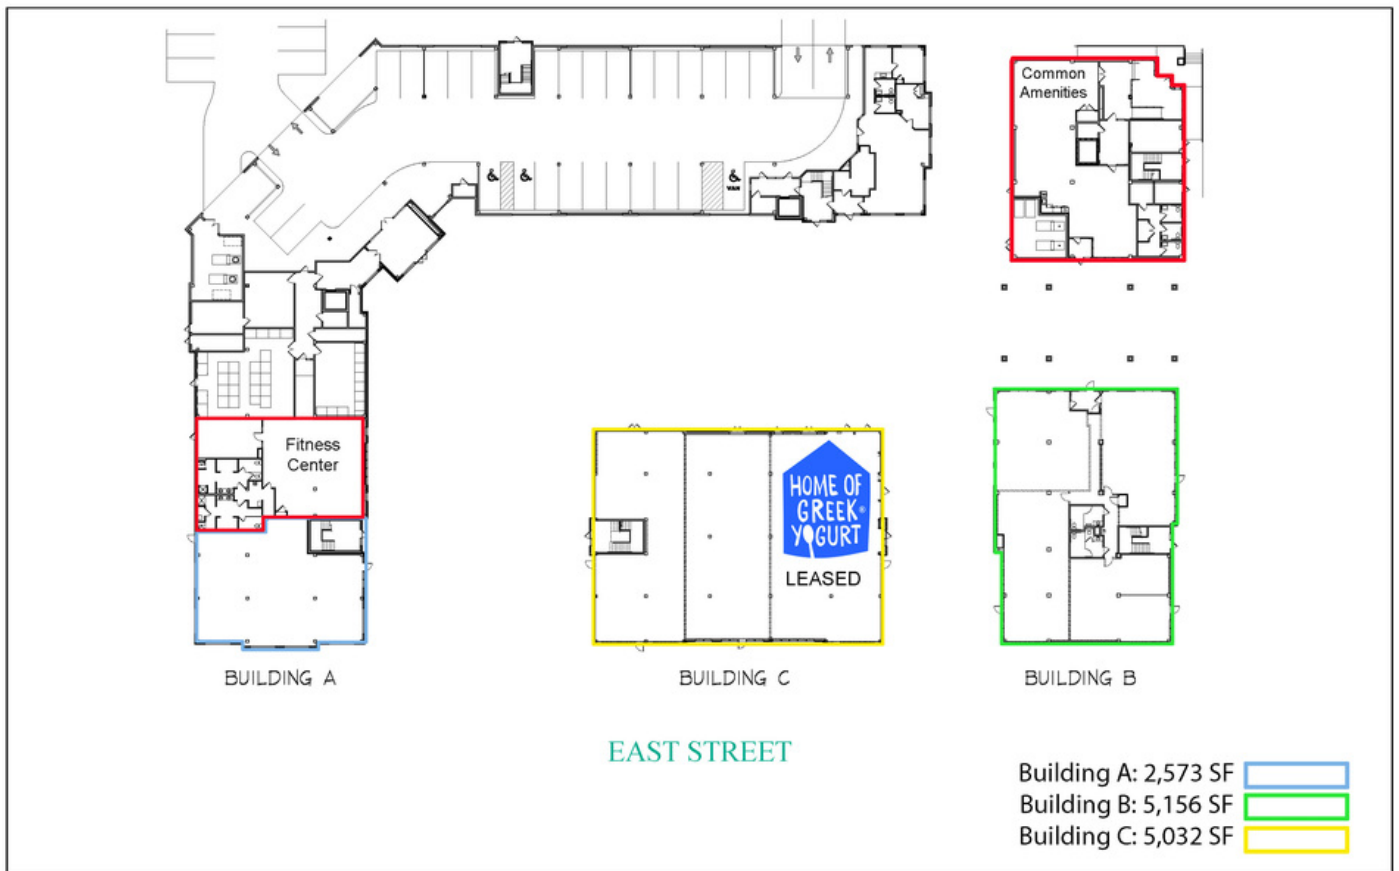 Common
Amenities
VAN
Fitness
Center
HOME OF
GREEK®
YOGURT
LEASED
BUILDING A
BUILDING C
BUILDING B
EAST STREET
Building A: 2,573 SF
Building B: 5,156 SF
Building C: 5,032 SF